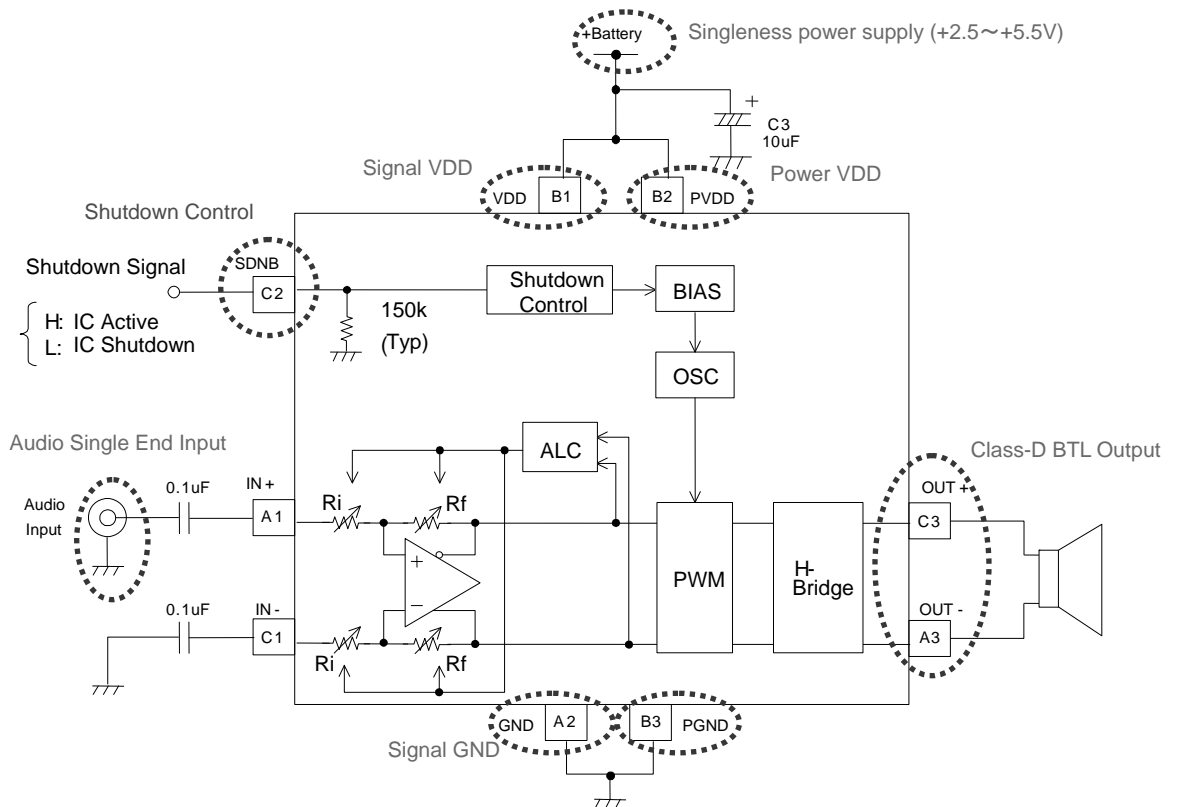 +Battery
Singleness power supply (+2.5～+5.5V)
+
C3
10uF
Signal VDD
Power VDD
VDD
B1
B2
PVDD
Shutdown Control
SDNB
Shutdown Signal
C2
H: IC Active
L: IC Shutdown
150k
(Typ)
Shutdown
Control
BIAS
OSC
Audio Single End Input
ALC
Class-D BTL Output
Audio
Input
0.1uF
IN +
A1
Ri
Rf
OUT +
C3
+
−
PWM
H-
Bridge
0.1uF
IN -
C1
Ri
Rf
OUT -
A3
GND
A2
B3
PGND
Signal GND